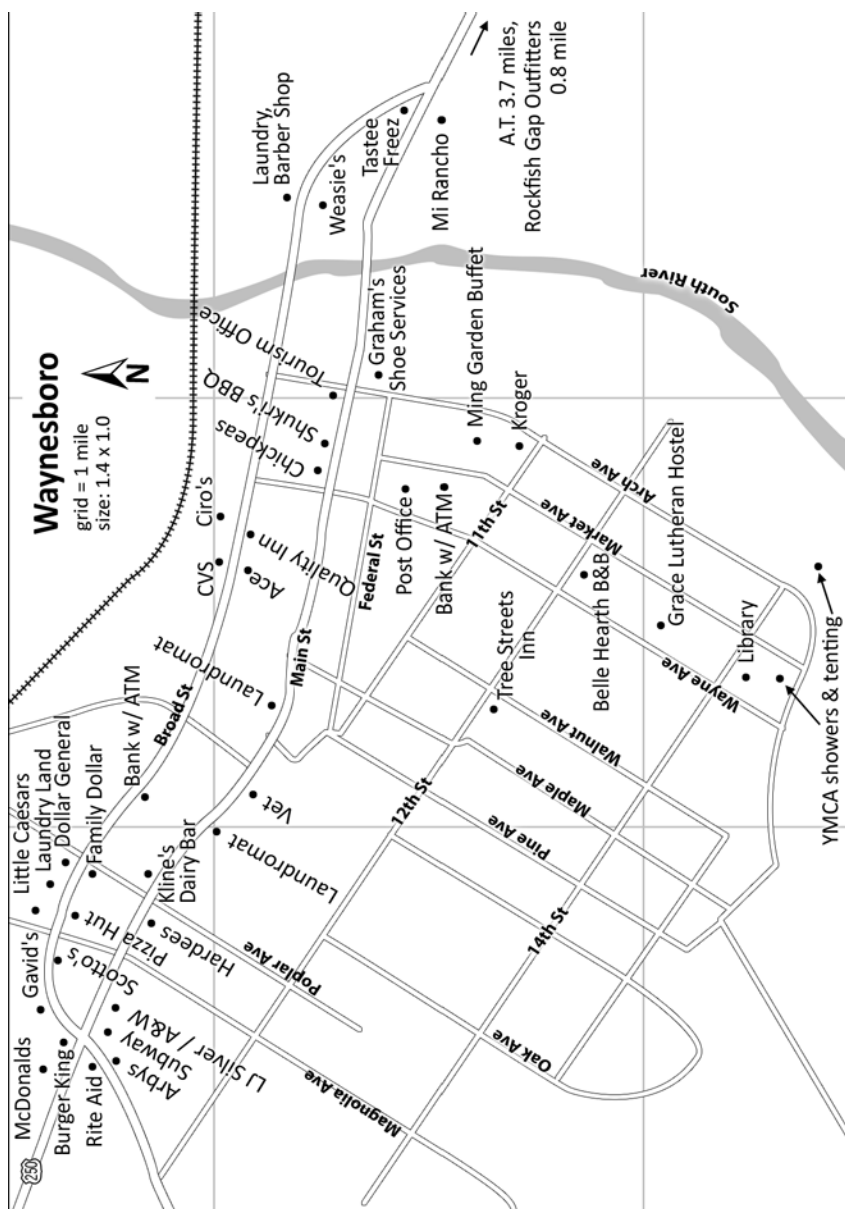 Waynesboro
grid = 1 mile
size: 1.4 x 1.0
N
McDonalds
Burger King
Rite Aid
Arbys
Subway
LJ Silver / A&W
250
Gavid's
Scotto's
Pizza Hut
Hardees
Little Caesars
Laundry Land
Dollar General
Family Dollar
Kline's
Dairy Bar
Bank w/ ATM
Laundromat
Vet
Laundromat
Broad St
Main St
CVS
Ciro's
Ace
Quality Inn
Chickpeas
Shukri's BBQ
Tourism Office
Laundry,
Barber Shop
Weasie's
Tastee
Freez
Mi Rancho
A.T. 3.7 miles,
Rockfish Gap Outfitters
0.8 mile
Graham's
Shoe Services
Federal St
Post Office
Bank w/ ATM
Ming Garden Buffet
Kroger
South River
11th St
12th St
14th St
Magnolia Ave
Poplar Ave
Oak Ave
Pine Ave
Maple Ave
Walnut Ave
Wayne Ave
Market Ave
Arch Ave
Tree Streets
Inn
Belle Hearth B&B
Grace Lutheran Hostel
Library
YMCA showers & tenting